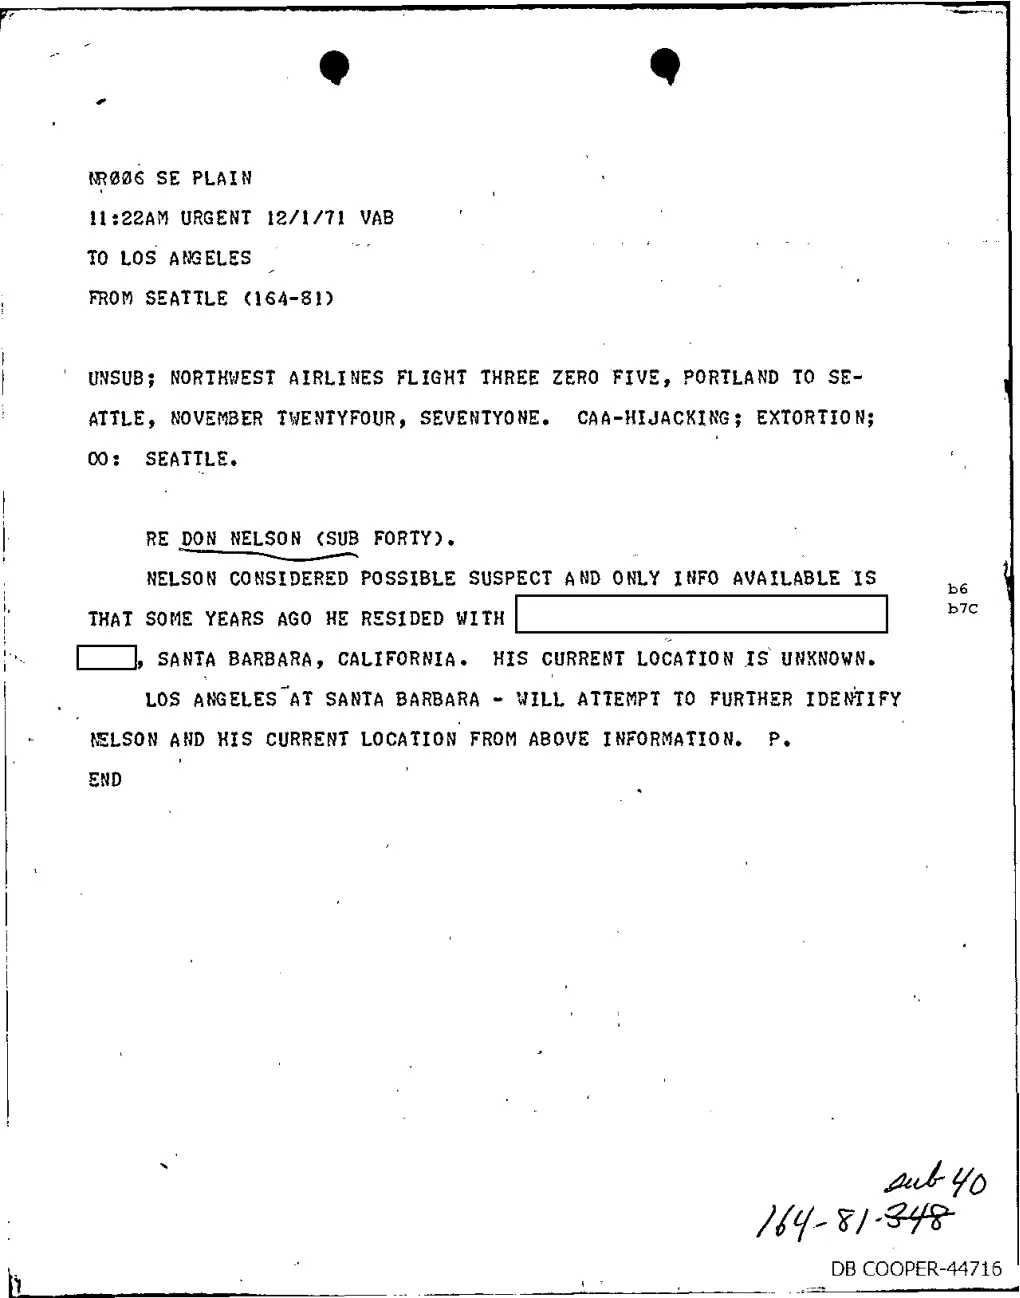 NR006 SE PLAIN
11:22AM URGENT 12/1/71 VAB
TO LOS ANGELES
FROM SEATTLE (164-81)
UNSUB; NORTHWEST AIRLINES FLIGHT THREE ZERO FIVE, PORTLAND TO SE-
ATTLE, NOVEMBER TWENTYFOUR, SEVENTYONE. CAA-HIJACKING; EXTORTION;
OO: SEATTLE.
RE DON NELSON (SUB FORTY).
NELSON CONSIDERED POSSIBLE SUSPECT AND ONLY INFO AVAILABLE IS
b6
THAT SOME YEARS AGO HE RESIDED WITH
b7C
, SANTA BARBARA, CALIFORNIA. HIS CURRENT LOCATION IS UNKNOWN.
LOS ANGELES AT SANTA BARBARA - WILL ATTEMPT TO FURTHER IDENTIFY
NELSON AND HIS CURRENT LOCATION FROM ABOVE INFORMATION. P.
END
sub 40
164-81-348
DB COOPER-44716